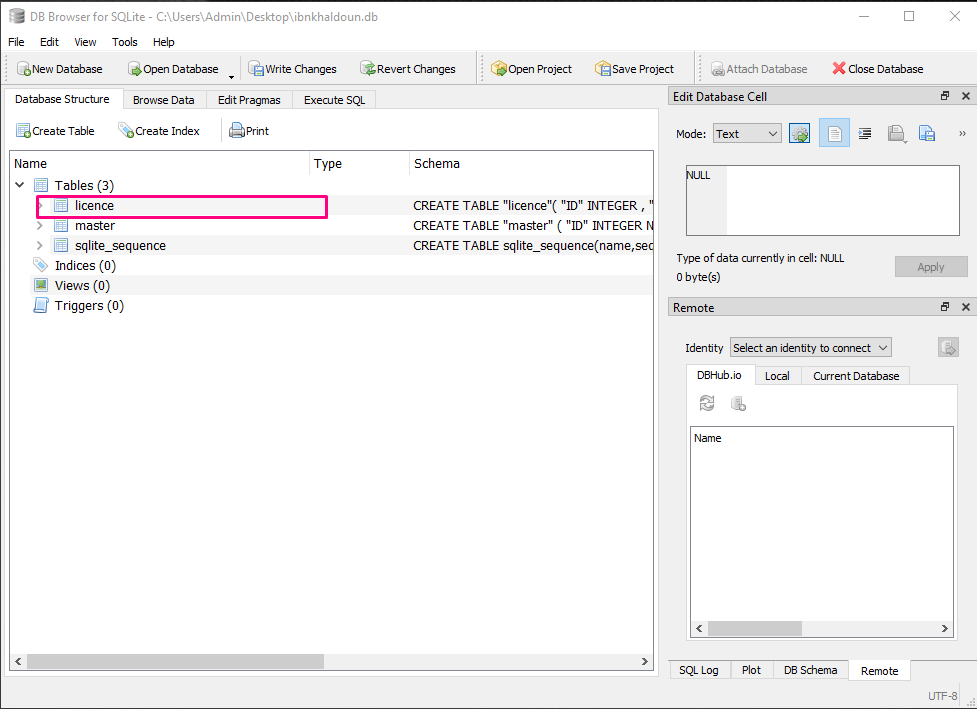 DB Browser for SQLite - C:\Users\Admin\Desktop\ibnkhaldoun.db
File Edit View Tools Help
New Database Open Database Write Changes Revert Changes Open Project Save Project Attach Database Close Database
Database Structure Browse Data Edit Pragmas Execute SQL
Create Table Create Index Print
Name Type Schema
Tables (3)
licence CREATE TABLE "licence"( "ID" INTEGER , "
master CREATE TABLE "master" ( "ID" INTEGER N
sqlite_sequence CREATE TABLE sqlite_sequence(name,seq
Indices (0)
Views (0)
Triggers (0)
Edit Database Cell
Mode: Text
NULL
Type of data currently in cell: NULL
0 byte(s)
Apply
Remote
Identity Select an identity to connect
DBHub.io Local Current Database
Name
SQL Log Plot DB Schema Remote
UTF-8